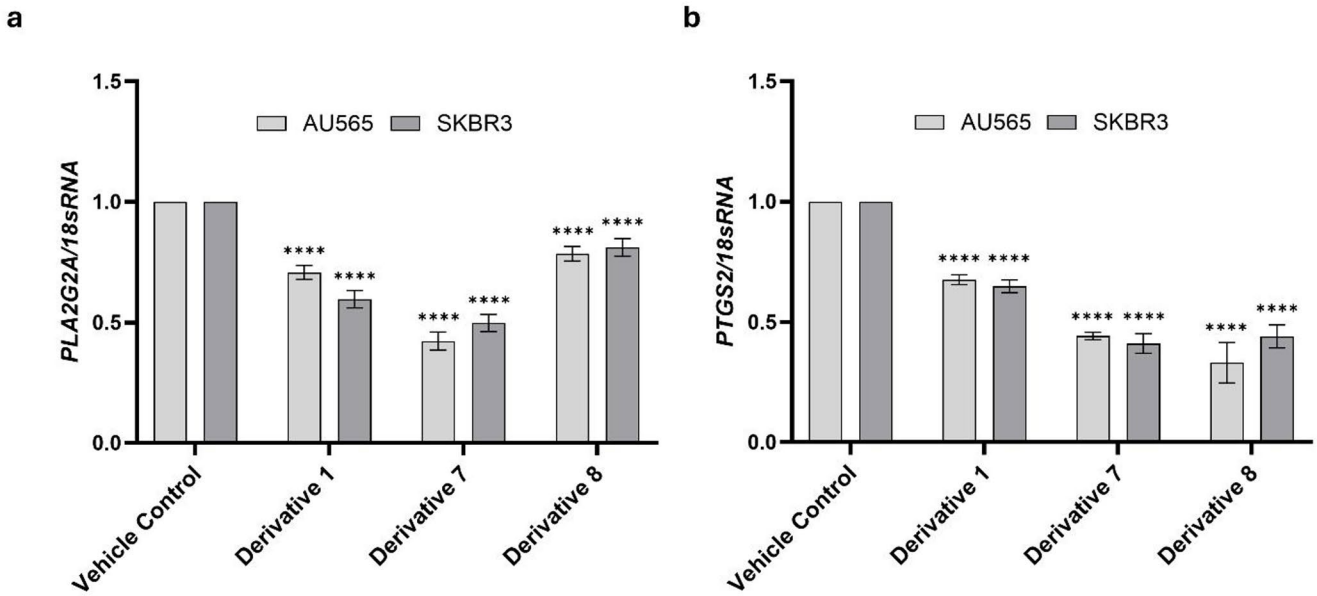 a
PLA2G2A/18sRNA
1.5
1.0
0.5
0.0
AU565 SKBR3
****
****
****
****
****
****
Vehicle Control
Derivative 1
Derivative 7
Derivative 8
b
PTGS2/18sRNA
1.5
1.0
0.5
0.0
AU565 SKBR3
**** ****
**** ****
****
****
Vehicle Control
Derivative 1
Derivative 7
Derivative 8